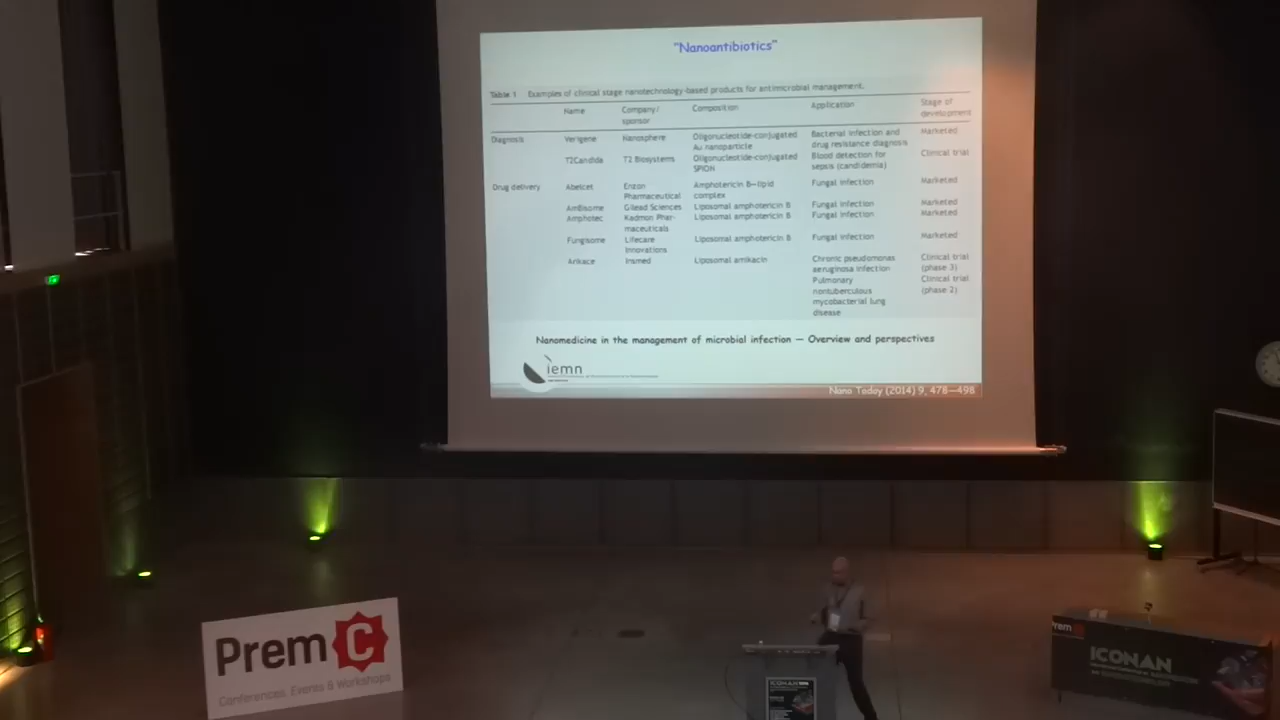 "Nanoantibiotics"
Table 1 Examples of clinical stage nanotechnology-based products for antimicrobial management.
Name Company/ sponsor Composition Application Stage of development
Diagnosis Verigene Nanosphere Oligonucleotide-conjugated Au nanoparticle Bacterial infection and drug resistance diagnosis Marketed
T2Candida T2 Biosystems Oligonucleotide-conjugated SPION Blood detection for sepsis (candidemia) Clinical trial
Drug delivery Abelcet Enzon Pharmaceutical Amphotericin B—lipid complex Fungal infection Marketed
AmBisome Gilead Sciences Liposomal amphotericin B Fungal infection Marketed
Amphotec Kadmon Pharmaceuticals Liposomal amphotericin B Fungal infection Marketed
Fungisome Lifecare Innovations Liposomal amphotericin B Fungal infection Marketed
Arikace Insmed Liposomal amikacin Chronic pseudomonas aeruginosa infection Clinical trial (phase 3)
Pulmonary nontuberculous mycobacterial lung disease Clinical trial (phase 2)
Nanomedicine in the management of microbial infection — Overview and perspectives
iemn
Nano Today (2014) 9, 478—498
PremC
Conferences, Events & Workshops
ICONAN
Prem
ICONAN